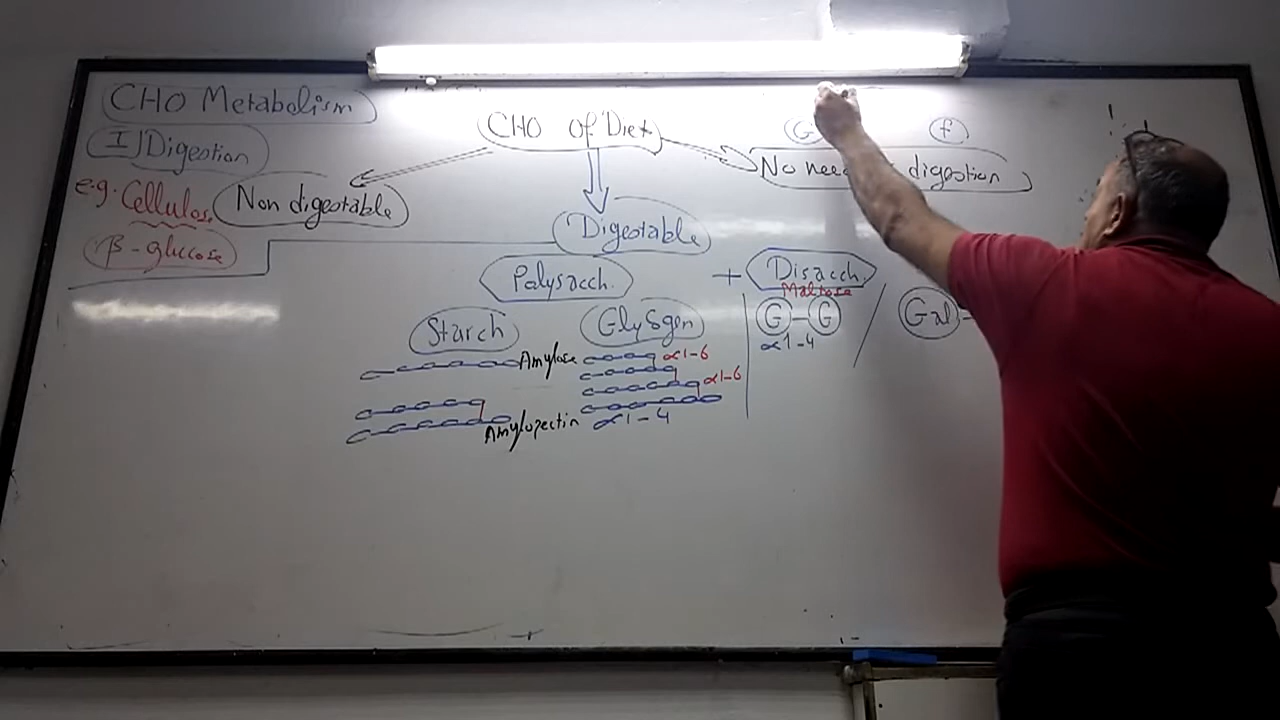 CHO Metabolism
I) Digestion
CHO of Diet
G f
No need digestion
e.g. Cellulose
Non digestable
β-glucose
Digestable
Polysacch. + Disacch.
Maltose
Starch Glycogen G-G / Gal-
α1-4
Amylose α1-6
α1-6
Amylopectin α1-4